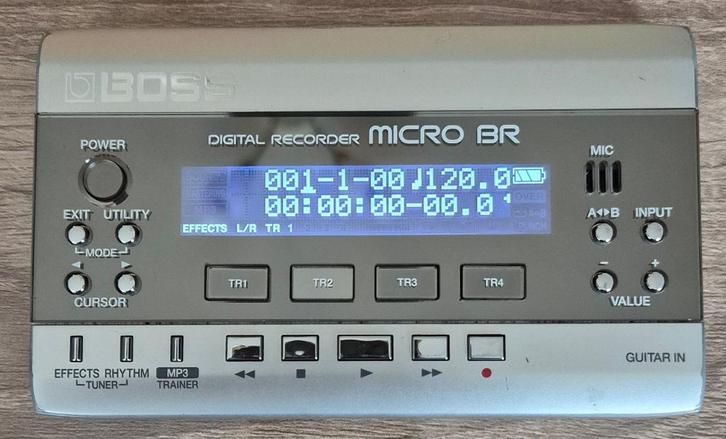 BOSS
DIGITAL RECORDER MICRO BR
POWER
MIC
001-1-00 ♩120.0
00:00:00-00.0
EFFECTS L/R TR 1
EXIT UTILITY
MODE
CURSOR
A◄►B INPUT
− +
VALUE
TR1 TR2 TR3 TR4
EFFECTS RHYTHM
TUNER
MP3
TRAINER
GUITAR IN